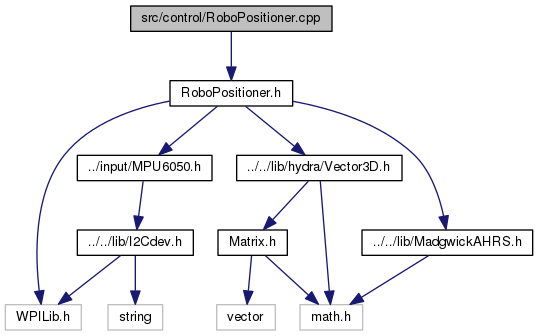 src/control/RoboPositioner.cpp
RoboPositioner.h
../input/MPU6050.h
../../lib/hydra/Vector3D.h
../../lib/I2Cdev.h
Matrix.h
../../lib/MadgwickAHRS.h
WPILib.h
string
vector
math.h